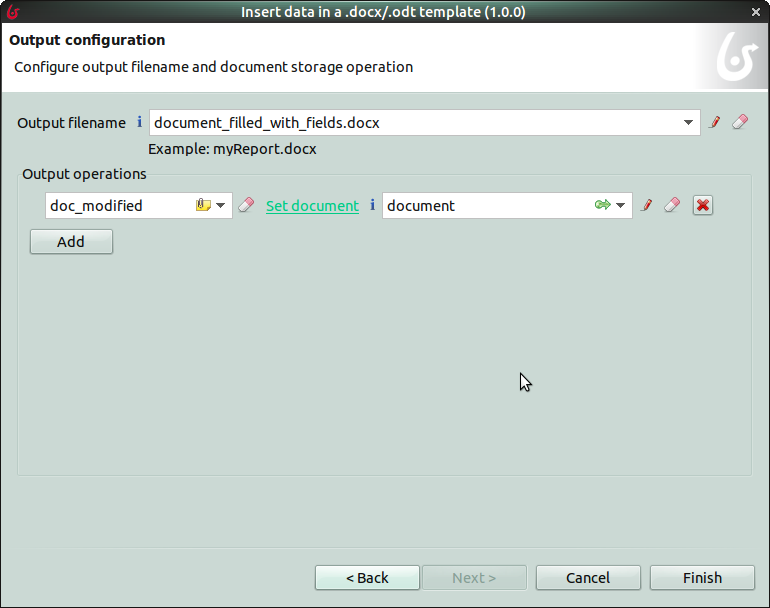 Insert data in a .docx/.odt template (1.0.0)
Output configuration
Configure output filename and document storage operation
Output filename i document_filled_with_fields.docx
Example: myReport.docx
Output operations
doc_modified Set document i document
Add
< Back Next > Cancel Finish